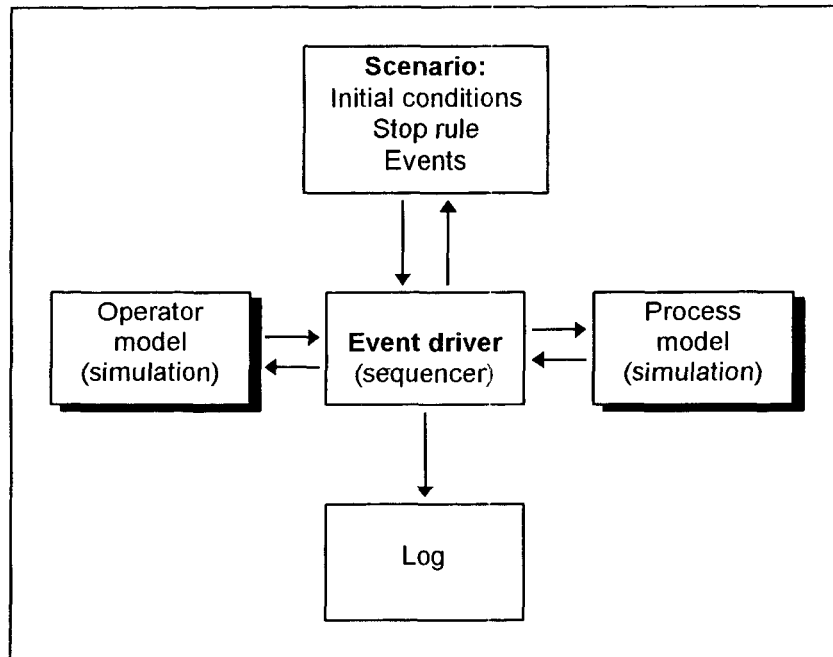 Scenario:
Initial conditions
Stop rule
Events
Operator
model
(simulation)
Event driver
(sequencer)
Process
model
(simulation)
Log